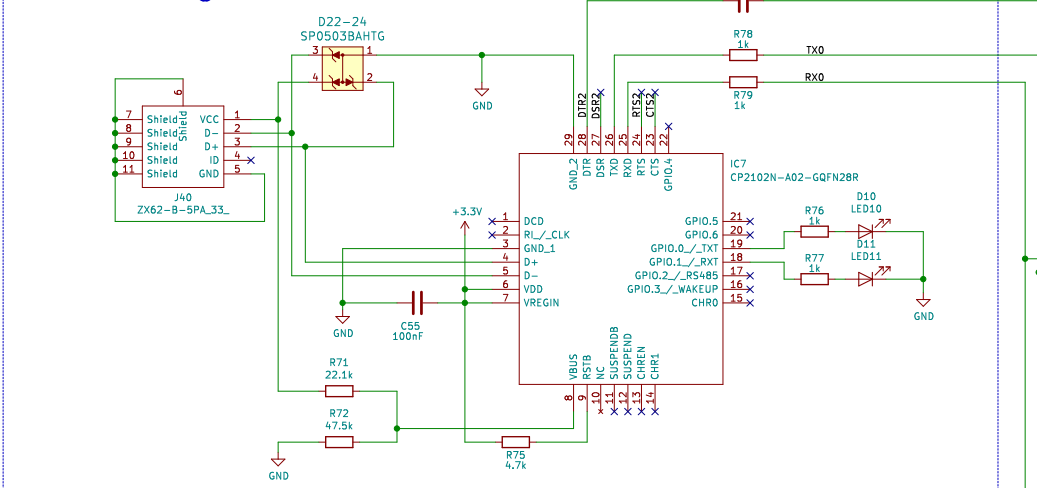 D22-24
SP0503BAHTG
3
1
4
2
GND
R78
1k
TX0
R79
1k
RX0
DTR2
DSR2
RTS2
CTS2
6
Shield
7
Shield
VCC
1
8
Shield
D-
2
9
Shield
D+
3
10
Shield
ID
4
11
Shield
GND
5
J40
ZX62-B-5PA_33_
29
28
27
26
25
24
23
22
GND_2
DTR
DSR
TXD
RXD
RTS
CTS
GPIO.4
IC7
CP2102N-A02-GQFN28R
+3.3V
1
DCD
2
RI_/_CLK
3
GND_1
4
D+
5
D-
6
VDD
7
VREGIN
GPIO.5
21
GPIO.6
20
GPIO.0_/_TXT
19
GPIO.1_/_RXT
18
GPIO.2_/_RS485
17
GPIO.3_/_WAKEUP
16
CHR0
15
R76
1k
D10
LED10
R77
1k
D11
LED11
GND
GND
C55
100nF
VBUS
RSTB
NC
SUSPENDB
SUSPEND
CHREN
CHR1
8
9
10
11
12
13
14
R71
22.1k
R72
47.5k
GND
R75
4.7k